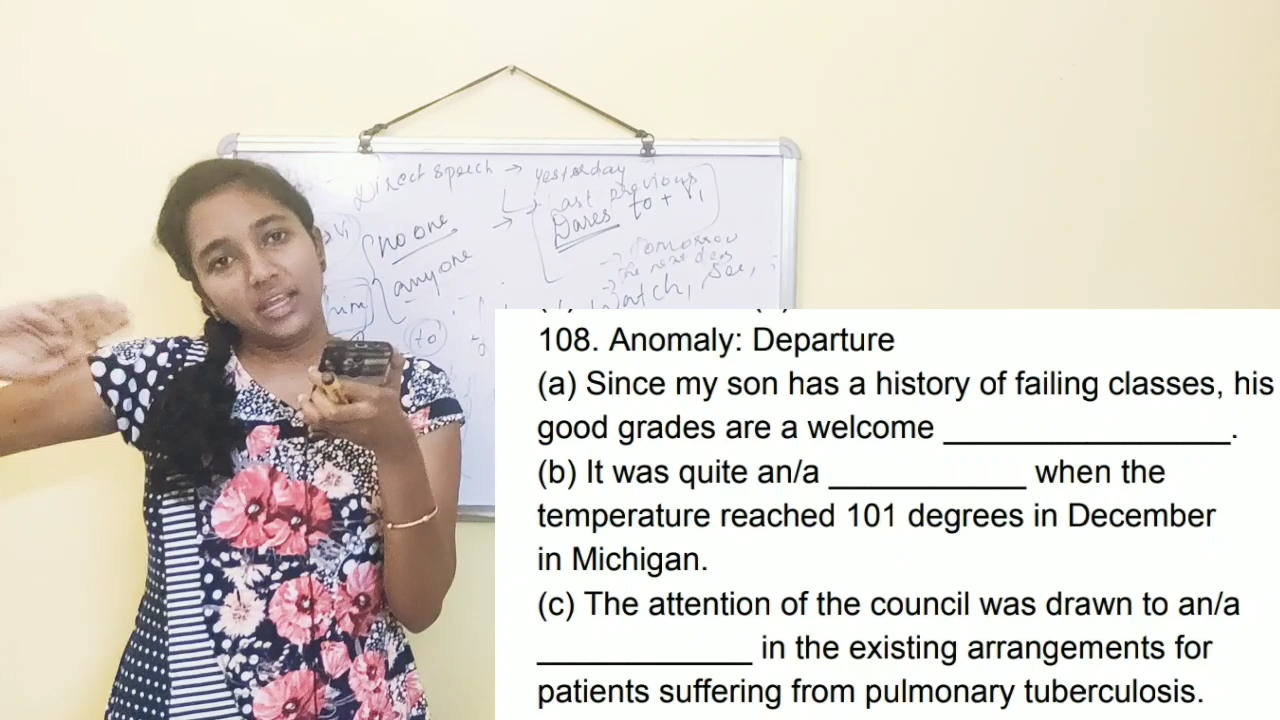 Direct speech → yesterday
Last previous
no one → Dares to + V1
anyone
Tomorrow
the next day
Watch, see,
to
108. Anomaly: Departure
(a) Since my son has a history of failing classes, his
good grades are a welcome ____________________.
(b) It was quite an/a ______________ when the
temperature reached 101 degrees in December
in Michigan.
(c) The attention of the council was drawn to an/a
_______________ in the existing arrangements for
patients suffering from pulmonary tuberculosis.